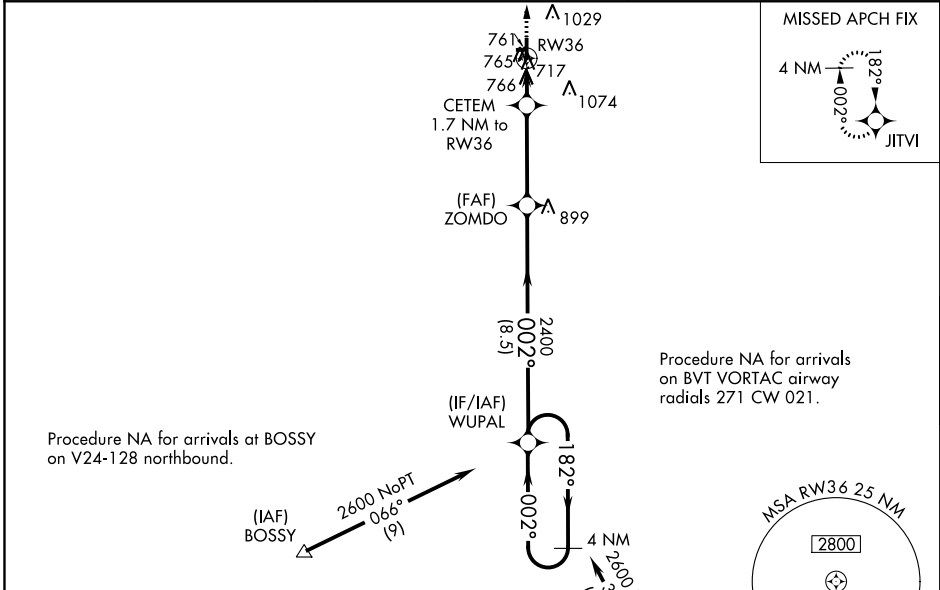 1029
761
RW36
765
717
766
1074
CETEM
1.7 NM to
RW36
MISSED APCH FIX
4 NM
182°
002°
JITVI
(FAF)
ZOMDO
899
2400
002°
(8.5)
Procedure NA for arrivals
on BVT VORTAC airway
radials 271 CW 021.
(IF/IAF)
WUPAL
Procedure NA for arrivals at BOSSY
on V24-128 northbound.
182°
002°
2600 NoPT
066°
(9)
(IAF)
BOSSY
4 NM
2600
MSA RW36 25 NM
2800